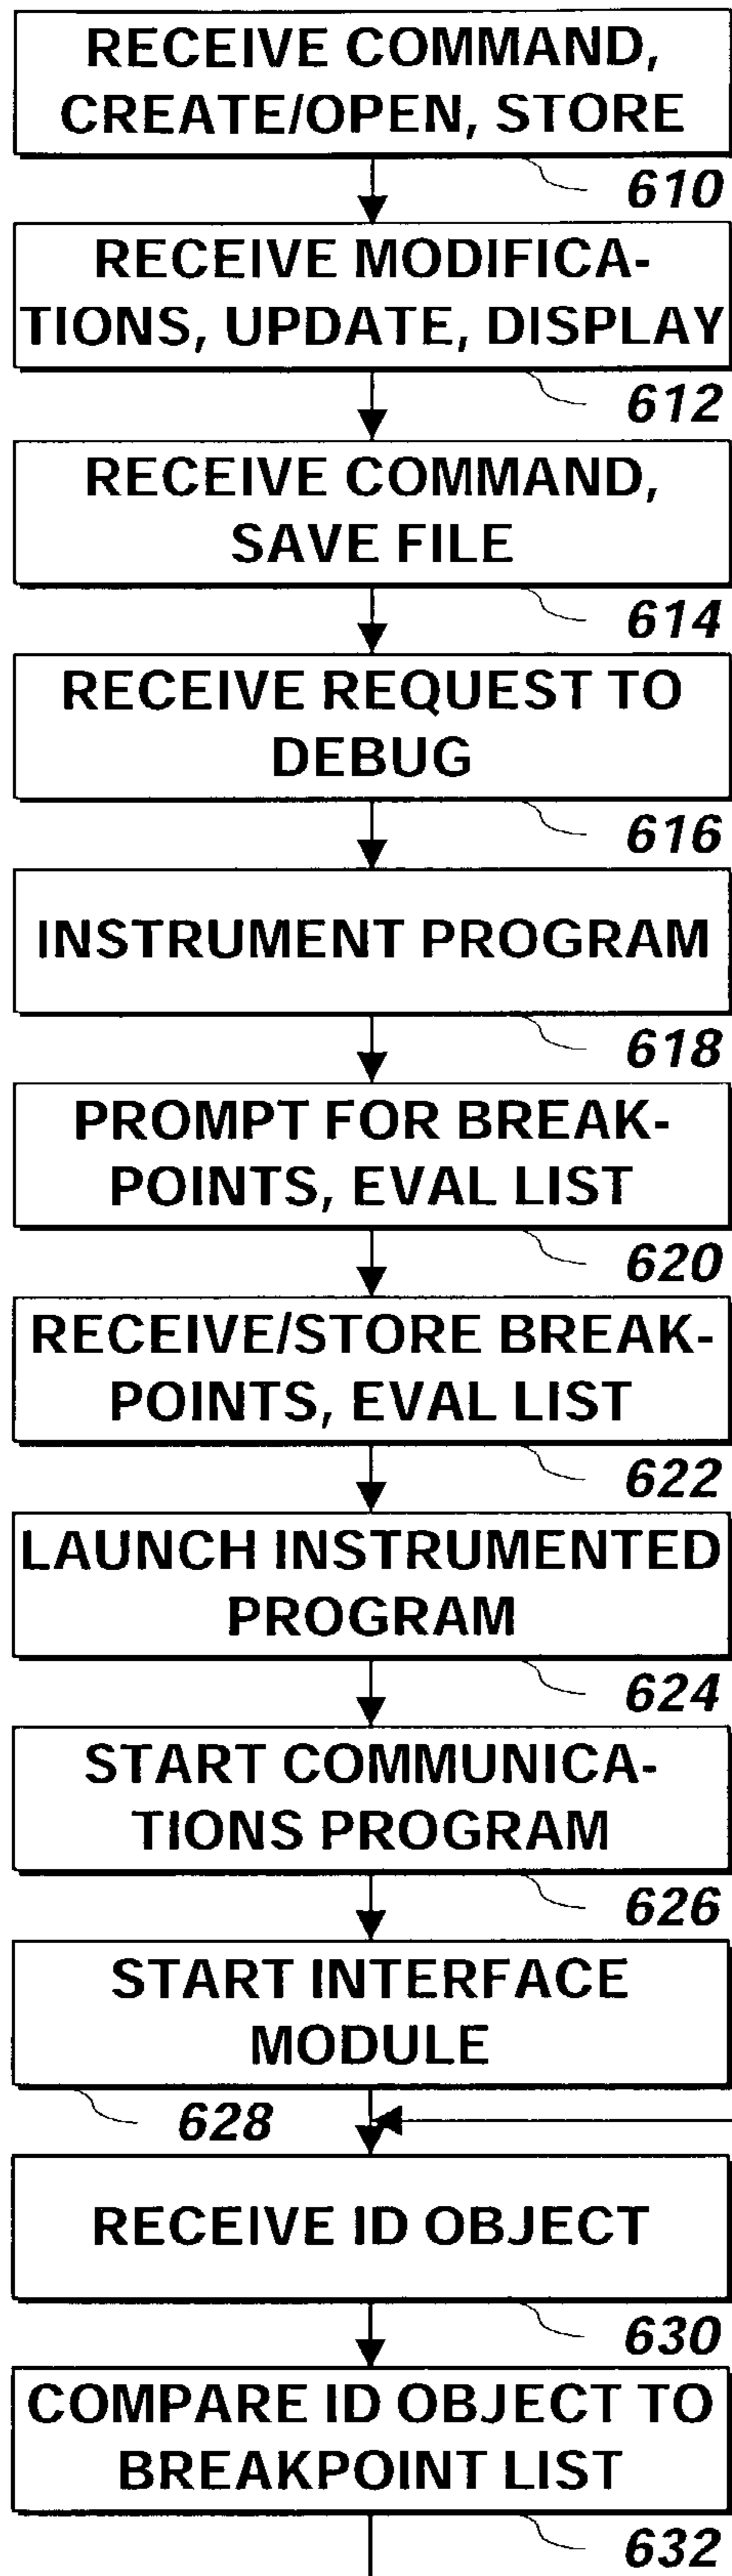 RECEIVE COMMAND,
CREATE/OPEN, STORE
610
RECEIVE MODIFICA-
TIONS, UPDATE, DISPLAY
612
RECEIVE COMMAND,
SAVE FILE
614
RECEIVE REQUEST TO
DEBUG
616
INSTRUMENT PROGRAM
618
PROMPT FOR BREAK-
POINTS, EVAL LIST
620
RECEIVE/STORE BREAK-
POINTS, EVAL LIST
622
LAUNCH INSTRUMENTED
PROGRAM
624
START COMMUNICA-
TIONS PROGRAM
626
START INTERFACE
MODULE
628
RECEIVE ID OBJECT
630
COMPARE ID OBJECT TO
BREAKPOINT LIST
632